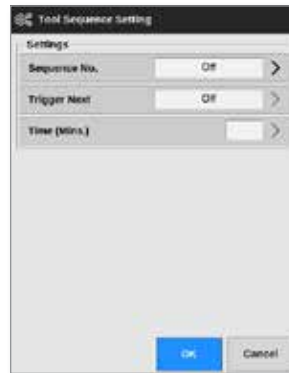 Tool Sequence Setting
Settings
Sequence No. Off
Trigger Next Off
Time (Mins.)
OK Cancel